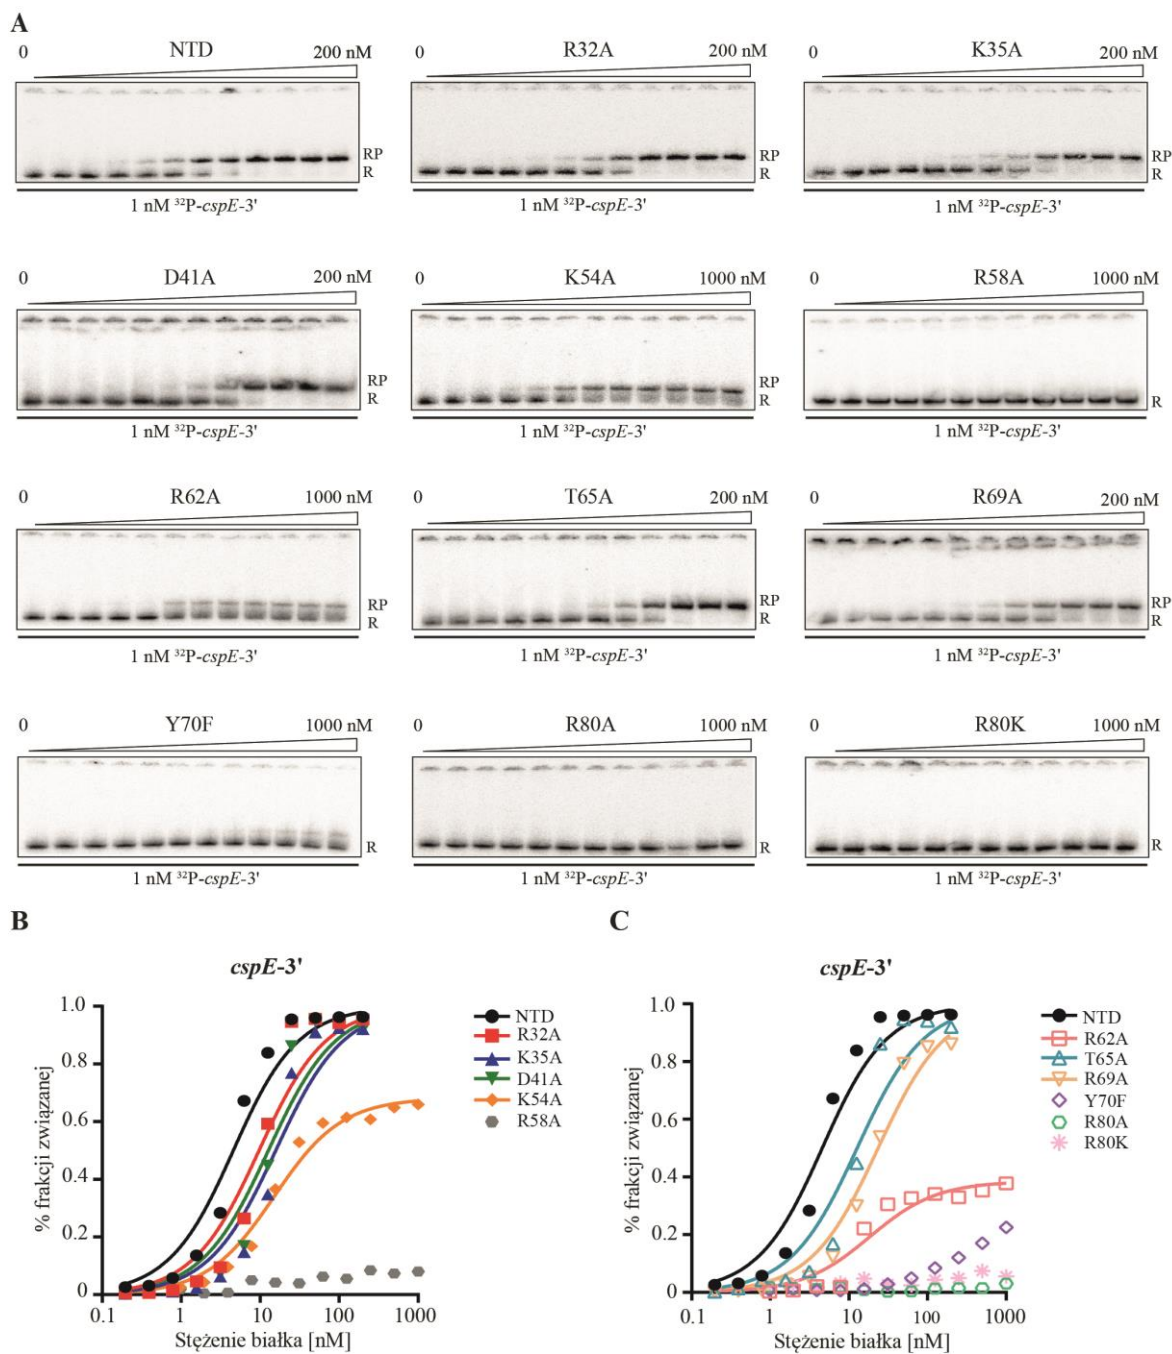 A
0 NTD 200 nM
0 R32A 200 nM
0 K35A 200 nM
RP
R
RP
R
RP
R
1 nM ³²P-cspE-3'
1 nM ³²P-cspE-3'
1 nM ³²P-cspE-3'
0 D41A 200 nM
0 K54A 1000 nM
0 R58A 1000 nM
RP
R
RP
R
R
1 nM ³²P-cspE-3'
1 nM ³²P-cspE-3'
1 nM ³²P-cspE-3'
0 R62A 1000 nM
0 T65A 200 nM
0 R69A 200 nM
RP
R
RP
R
RP
R
1 nM ³²P-cspE-3'
1 nM ³²P-cspE-3'
1 nM ³²P-cspE-3'
0 Y70F 1000 nM
0 R80A 1000 nM
0 R80K 1000 nM
R
R
R
1 nM ³²P-cspE-3'
1 nM ³²P-cspE-3'
1 nM ³²P-cspE-3'
B
cspE-3'
% frakcji związanej
1.0
0.8
0.6
0.4
0.2
0
0.1 1 10 100 1000
Stężenie białka [nM]
NTD
R32A
K35A
D41A
K54A
R58A
C
cspE-3'
% frakcji związanej
1.0
0.8
0.6
0.4
0.2
0
0.1 1 10 100 1000
Stężenie białka [nM]
NTD
R62A
T65A
R69A
Y70F
R80A
R80K